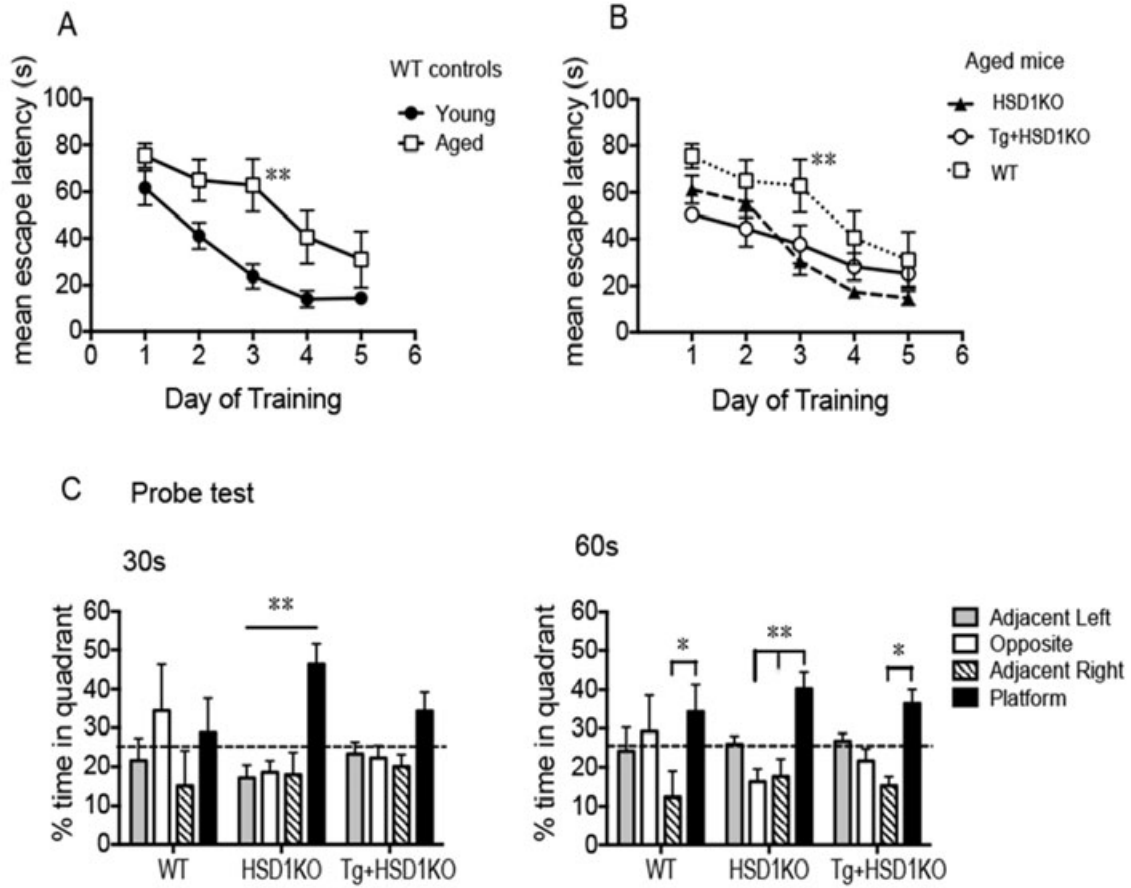 A
WT controls
Young
Aged
mean escape latency (s)
100
80
60
40
20
0
**
0 1 2 3 4 5 6
Day of Training
B
Aged mice
HSD1KO
Tg+HSD1KO
WT
mean escape latency (s)
100
80
60
40
20
0
**
1 2 3 4 5 6
Day of Training
C Probe test
30s
% time in quadrant
60
50
40
30
20
10
0
**
WT HSD1KO Tg+HSD1KO
60s
% time in quadrant
60
50
40
30
20
10
0
* ** *
WT HSD1KO Tg+HSD1KO
Adjacent Left
Opposite
Adjacent Right
Platform